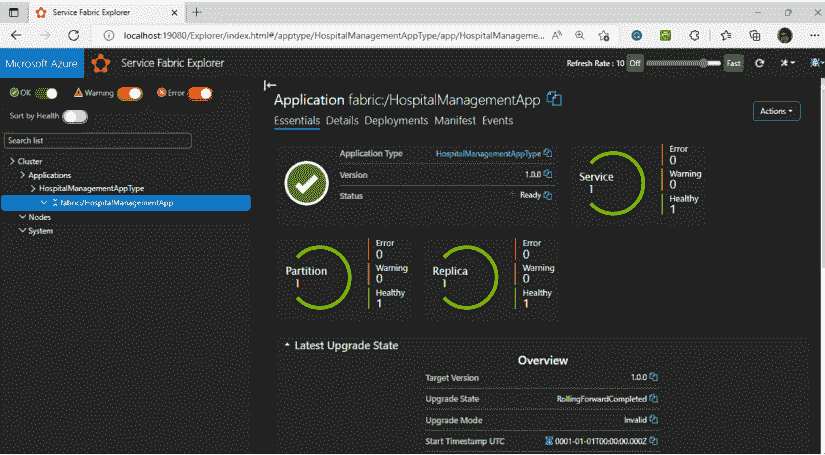 localhost:19080/Explorer/index.html#/apptype/HospitalManagementAppType/app/HospitalManageme...
Microsoft Azure
Service Fabric Explorer
Refresh Rate : 10 Off Fast
OK Warning Error
Sort by Health
Search list
Cluster
Applications
HospitalManagementAppType
fabric:/HospitalManagementApp
Nodes
System
Application fabric:/HospitalManagementApp
Actions
Essentials Details Deployments Manifest Events
Application Type HospitalManagementAppType
Version 1.0.0
Status Ready
Service
1
Error
0
Warning
0
Healthy
1
Partition
1
Error
0
Warning
0
Healthy
1
Replica
1
Error
0
Warning
0
Healthy
1
Latest Upgrade State
Overview
Target Version 1.0.0
Upgrade State RollingForwardCompleted
Upgrade Mode Invalid
Start Timestamp UTC 0001-01-01T00:00:00.000Z